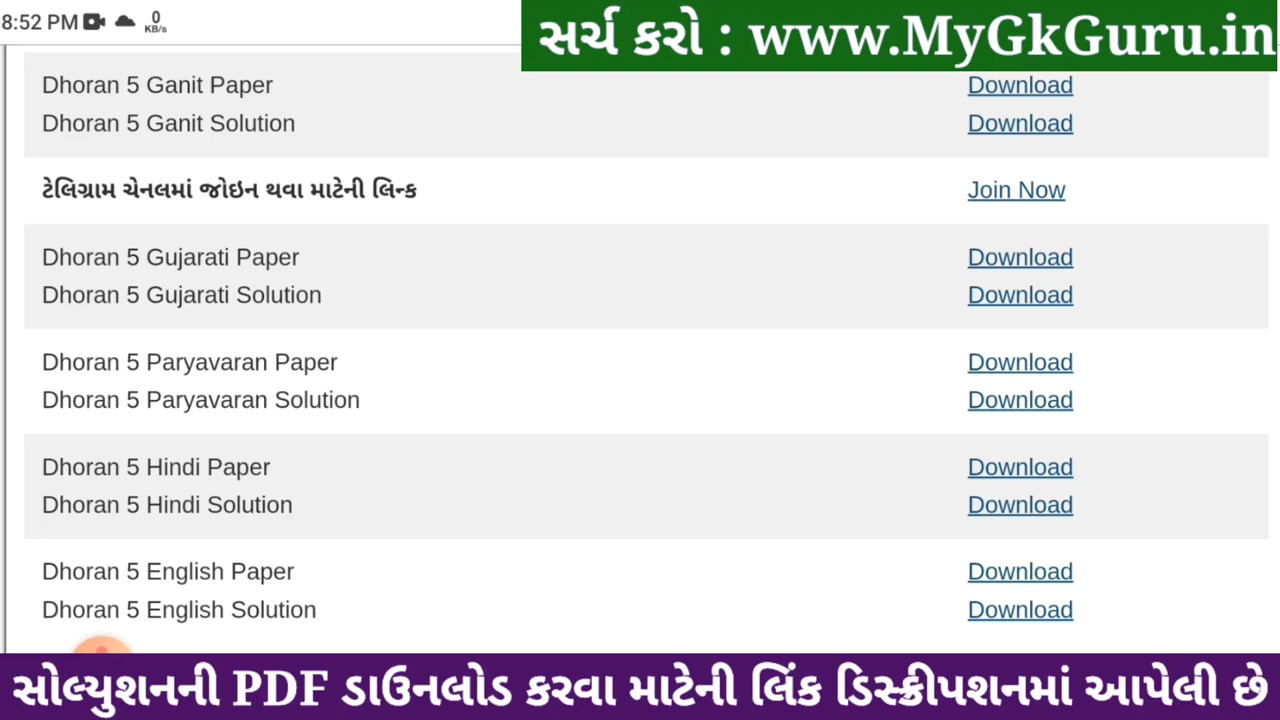 8:52 PM 0 KB/s
સર્ચ કરો : www.MyGkGuru.in
Dhoran 5 Ganit Paper Download
Dhoran 5 Ganit Solution Download
ટેલિગ્રામ ચેનલમાં જોઇન થવા માટેની લિન્ક Join Now
Dhoran 5 Gujarati Paper Download
Dhoran 5 Gujarati Solution Download
Dhoran 5 Paryavaran Paper Download
Dhoran 5 Paryavaran Solution Download
Dhoran 5 Hindi Paper Download
Dhoran 5 Hindi Solution Download
Dhoran 5 English Paper Download
Dhoran 5 English Solution Download
સોલ્યુશનની PDF ડાઉનલોડ કરવા માટેની લિંક ડિસ્ક્રીપશનમાં આપેલી છે